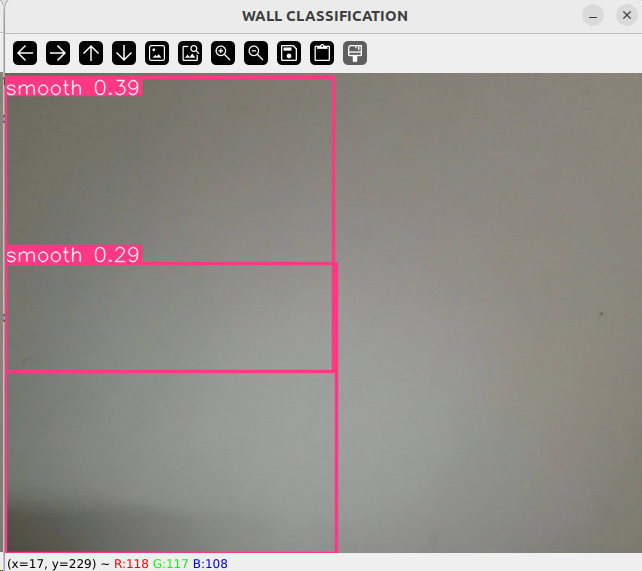 WALL CLASSIFICATION
smooth 0.39
smooth 0.29
(x=17, y=229) ~ R:118 G:117 B:108